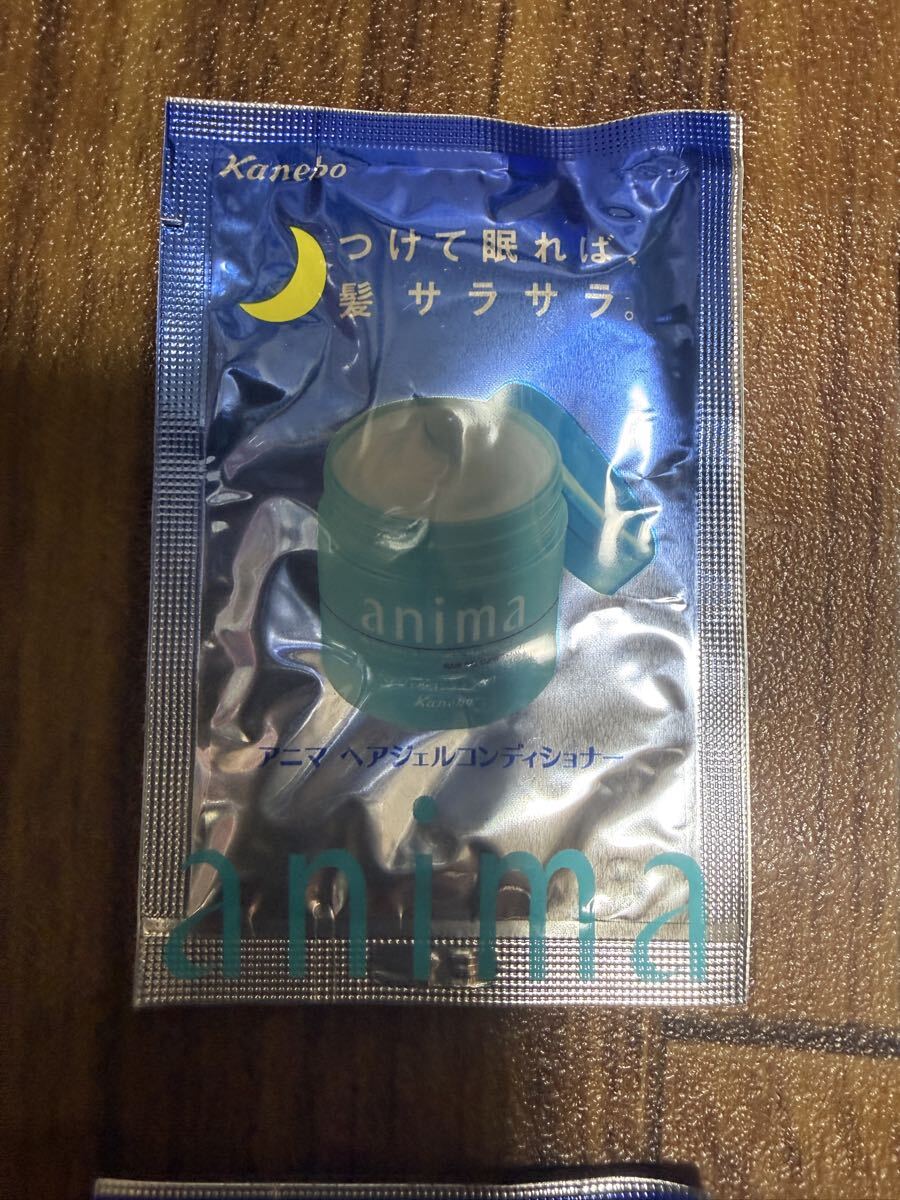 Kanebo
つけて眠れば、
髪 サラサラ。
anima
Kanebo
アニマ ヘアジェルコンディショナー
anima